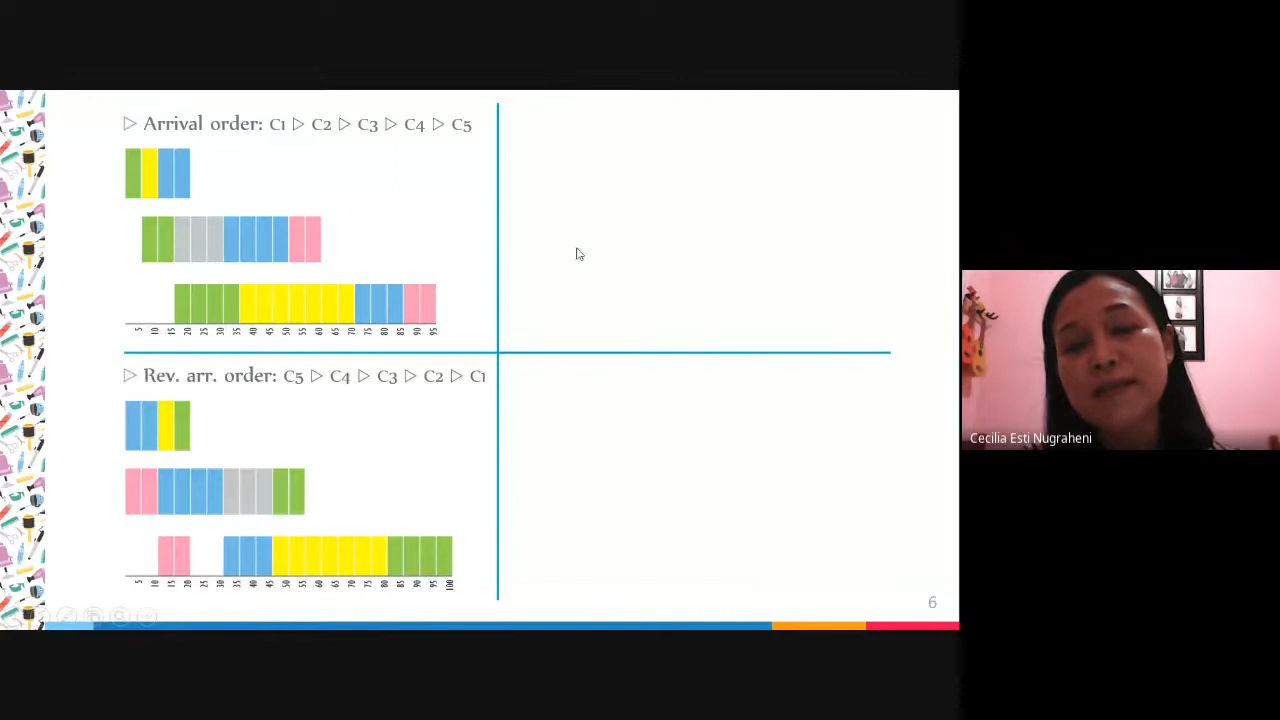 ▷ Arrival order: C1 ▷ C2 ▷ C3 ▷ C4 ▷ C5
5 10 15 20 25 30 35 40 45 50 55 60 65 70 75 80 85 90 95
▷ Rev. arr. order: C5 ▷ C4 ▷ C3 ▷ C2 ▷ C1
5 10 15 20 25 30 35 40 45 50 55 60 65 70 75 80 85 90 95 100
6
Cecilia Esti Nugraheni